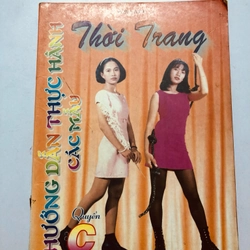 Thời Trang
HƯỚNG DẪN THỰC HÀNH
CÁC MẪU
Quyển
C